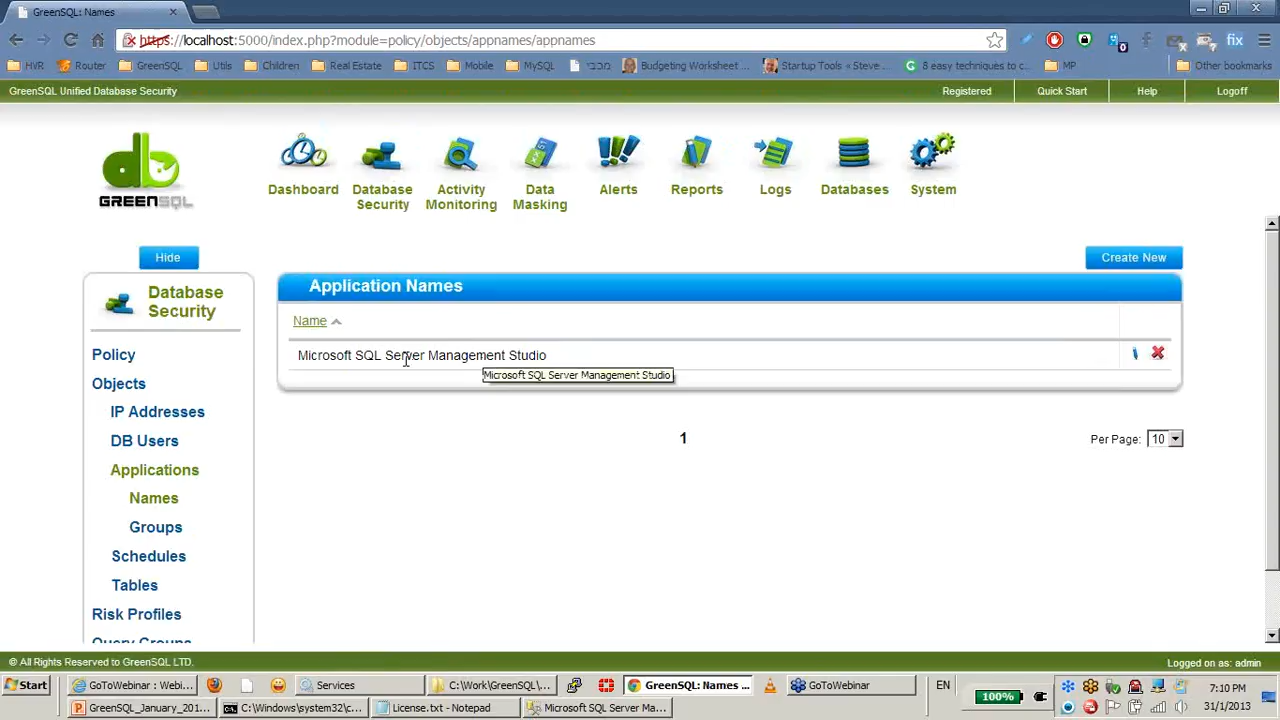 GreenSQL: Names
https://localhost:5000/index.php?module=policy/objects/appnames/appnames
HVR Router GreenSQL Utils Children Real Estate ITCS Mobile MySQL מכבי Budgeting Worksheet ... Startup Tools « Steve ... 8 easy techniques to c... MP Other bookmarks
GreenSQL Unified Database Security Registered Quick Start Help Logoff
db
GREENSQL
Dashboard
Database
Security
Activity
Monitoring
Data
Masking
Alerts
Reports
Logs
Databases
System
Hide
Create New
Database
Security
Policy
Objects
IP Addresses
DB Users
Applications
Names
Groups
Schedules
Tables
Risk Profiles
Query Groups
Application Names
Name
Microsoft SQL Server Management Studio
Microsoft SQL Server Management Studio
1
Per Page: 10
© All Rights Reserved to GreenSQL LTD. Logged on as: admin
Start GoToWebinar : Webi... Services C:\Work\GreenSQL\... GreenSQL: Names ... GoToWebinar EN 100% 7:10 PM
GreenSQL_January_201... C:\Windows\system32\c... License.txt - Notepad Microsoft SQL Server Ma... 31/1/2013